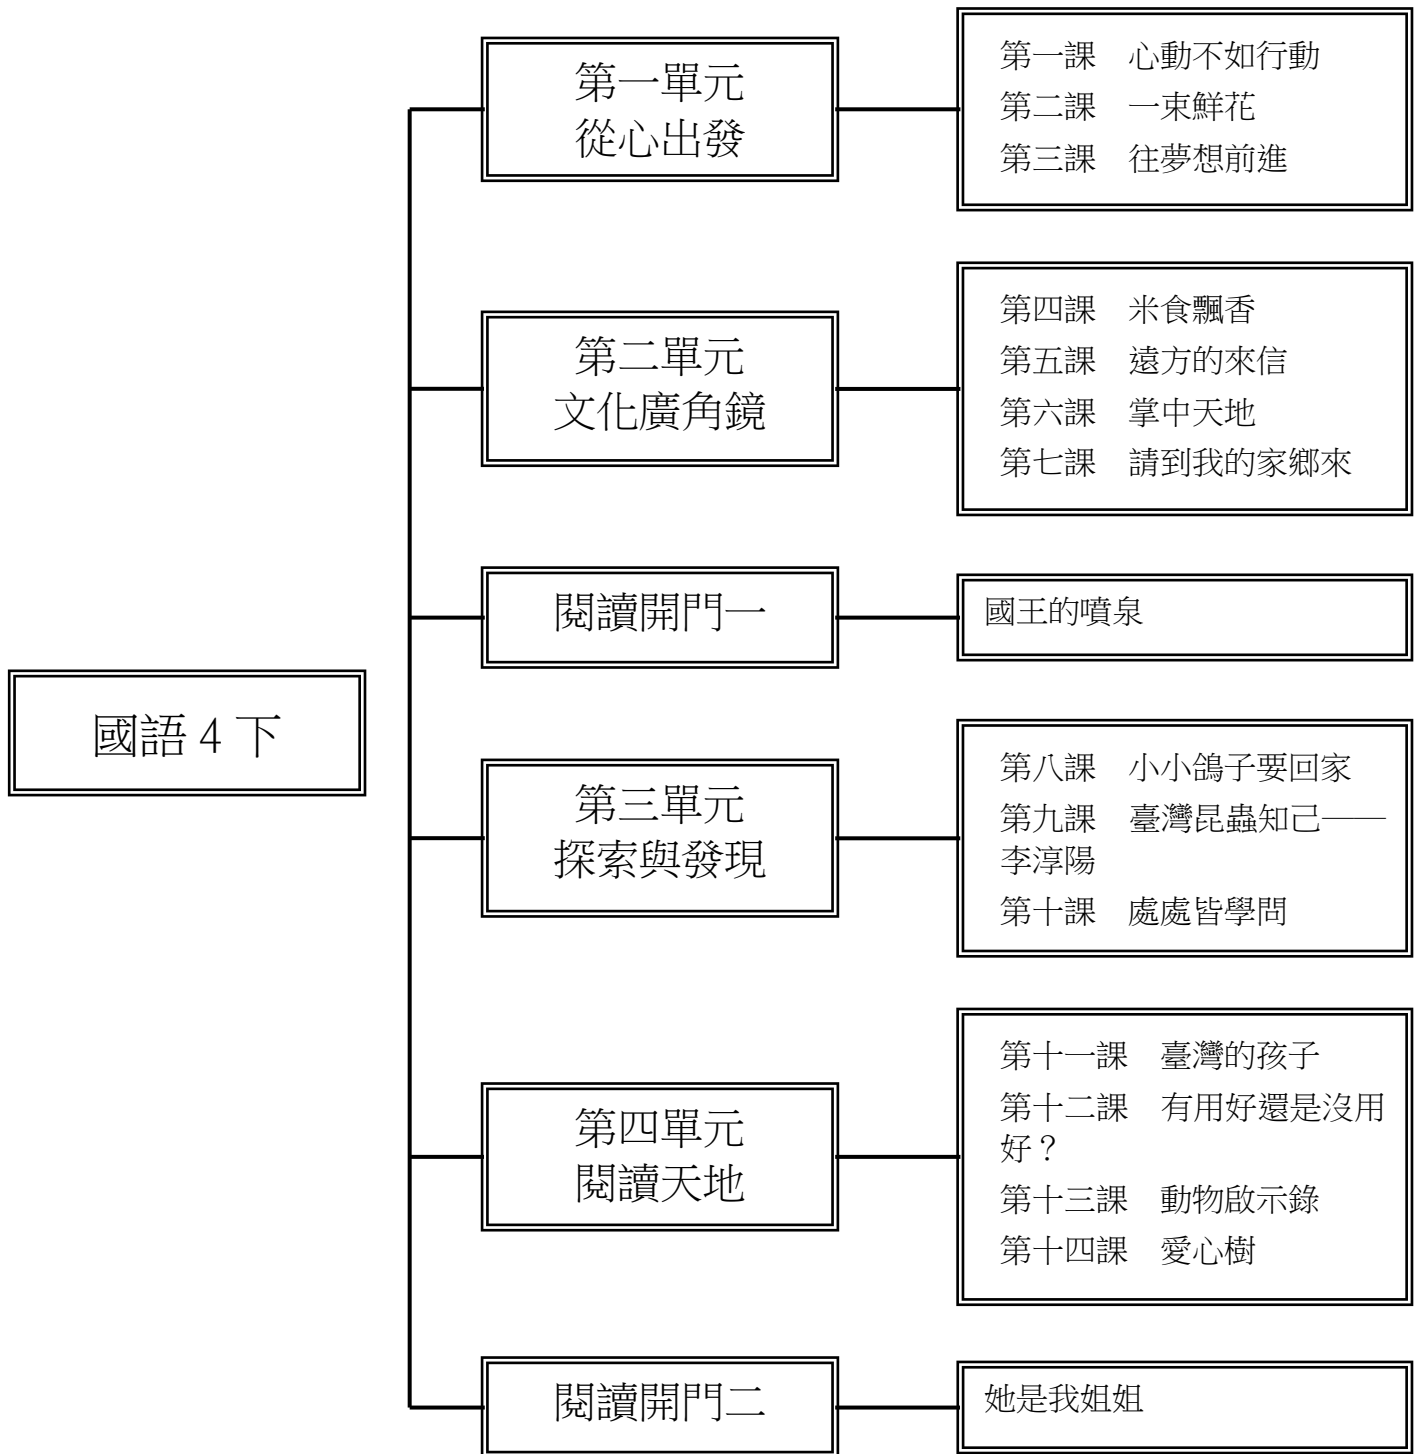 國語 4 下
第一單元
從心出發
第一課　心動不如行動
第二課　一束鮮花
第三課　往夢想前進
第二單元
文化廣角鏡
第四課　米食飄香
第五課　遠方的來信
第六課　掌中天地
第七課　請到我的家鄉來
閱讀開門一
國王的噴泉
第三單元
探索與發現
第八課　小小鴿子要回家
第九課　臺灣昆蟲知己——
李淳陽
第十課　處處皆學問
第四單元
閱讀天地
第十一課　臺灣的孩子
第十二課　有用好還是沒用
好？
第十三課　動物啟示錄
第十四課　愛心樹
閱讀開門二
她是我姐姐